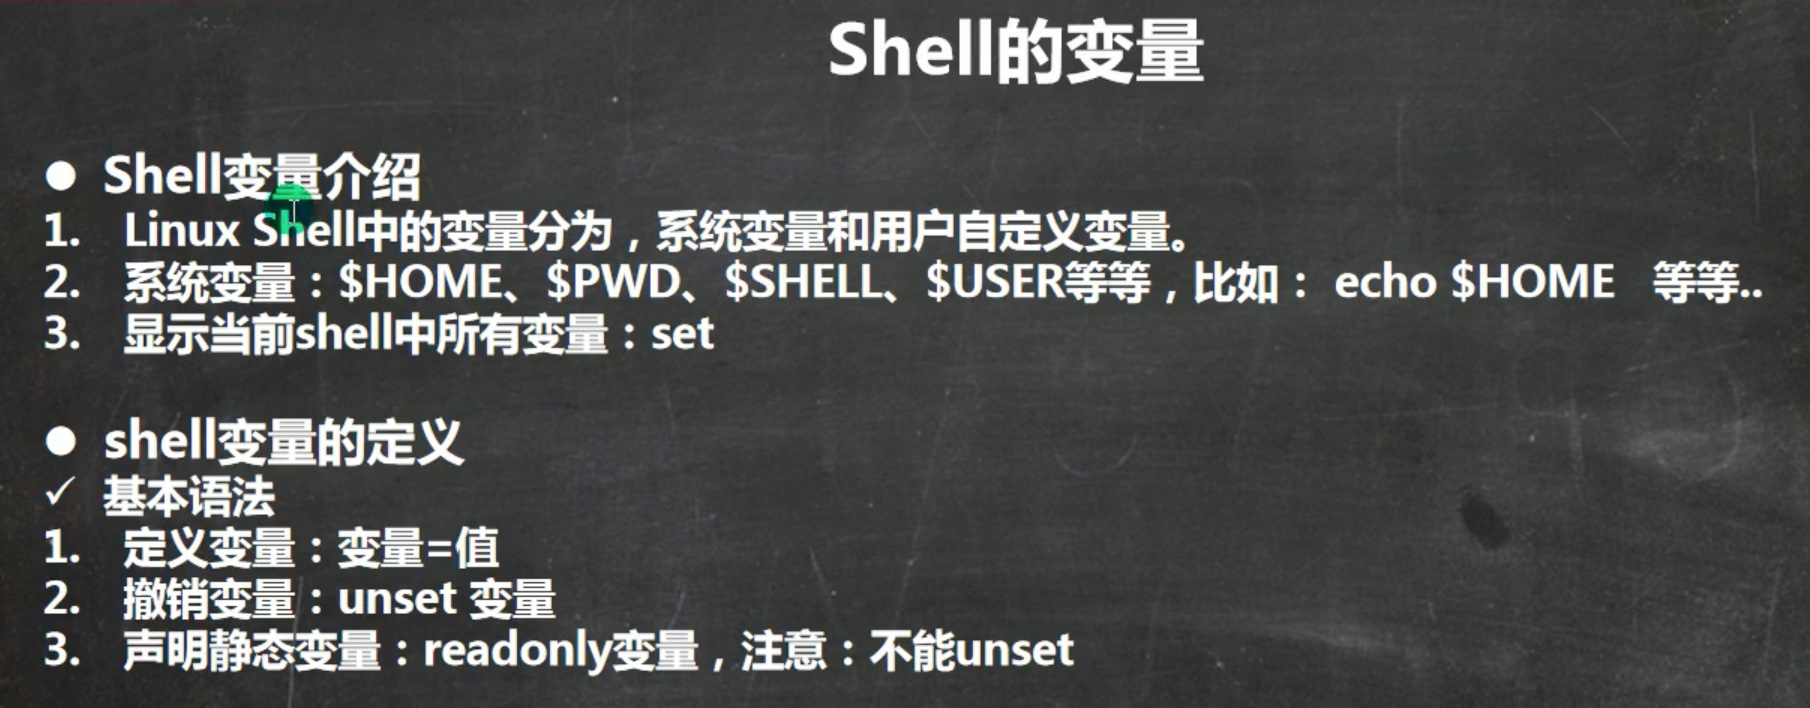 Shell的变量
● Shell变量介绍
1. Linux Shell中的变量分为，系统变量和用户自定义变量。
2. 系统变量：$HOME、$PWD、$SHELL、$USER等等，比如： echo $HOME 等等..
3. 显示当前shell中所有变量：set
● shell变量的定义
✓ 基本语法
1. 定义变量：变量=值
2. 撤销变量：unset 变量
3. 声明静态变量：readonly变量，注意：不能unset